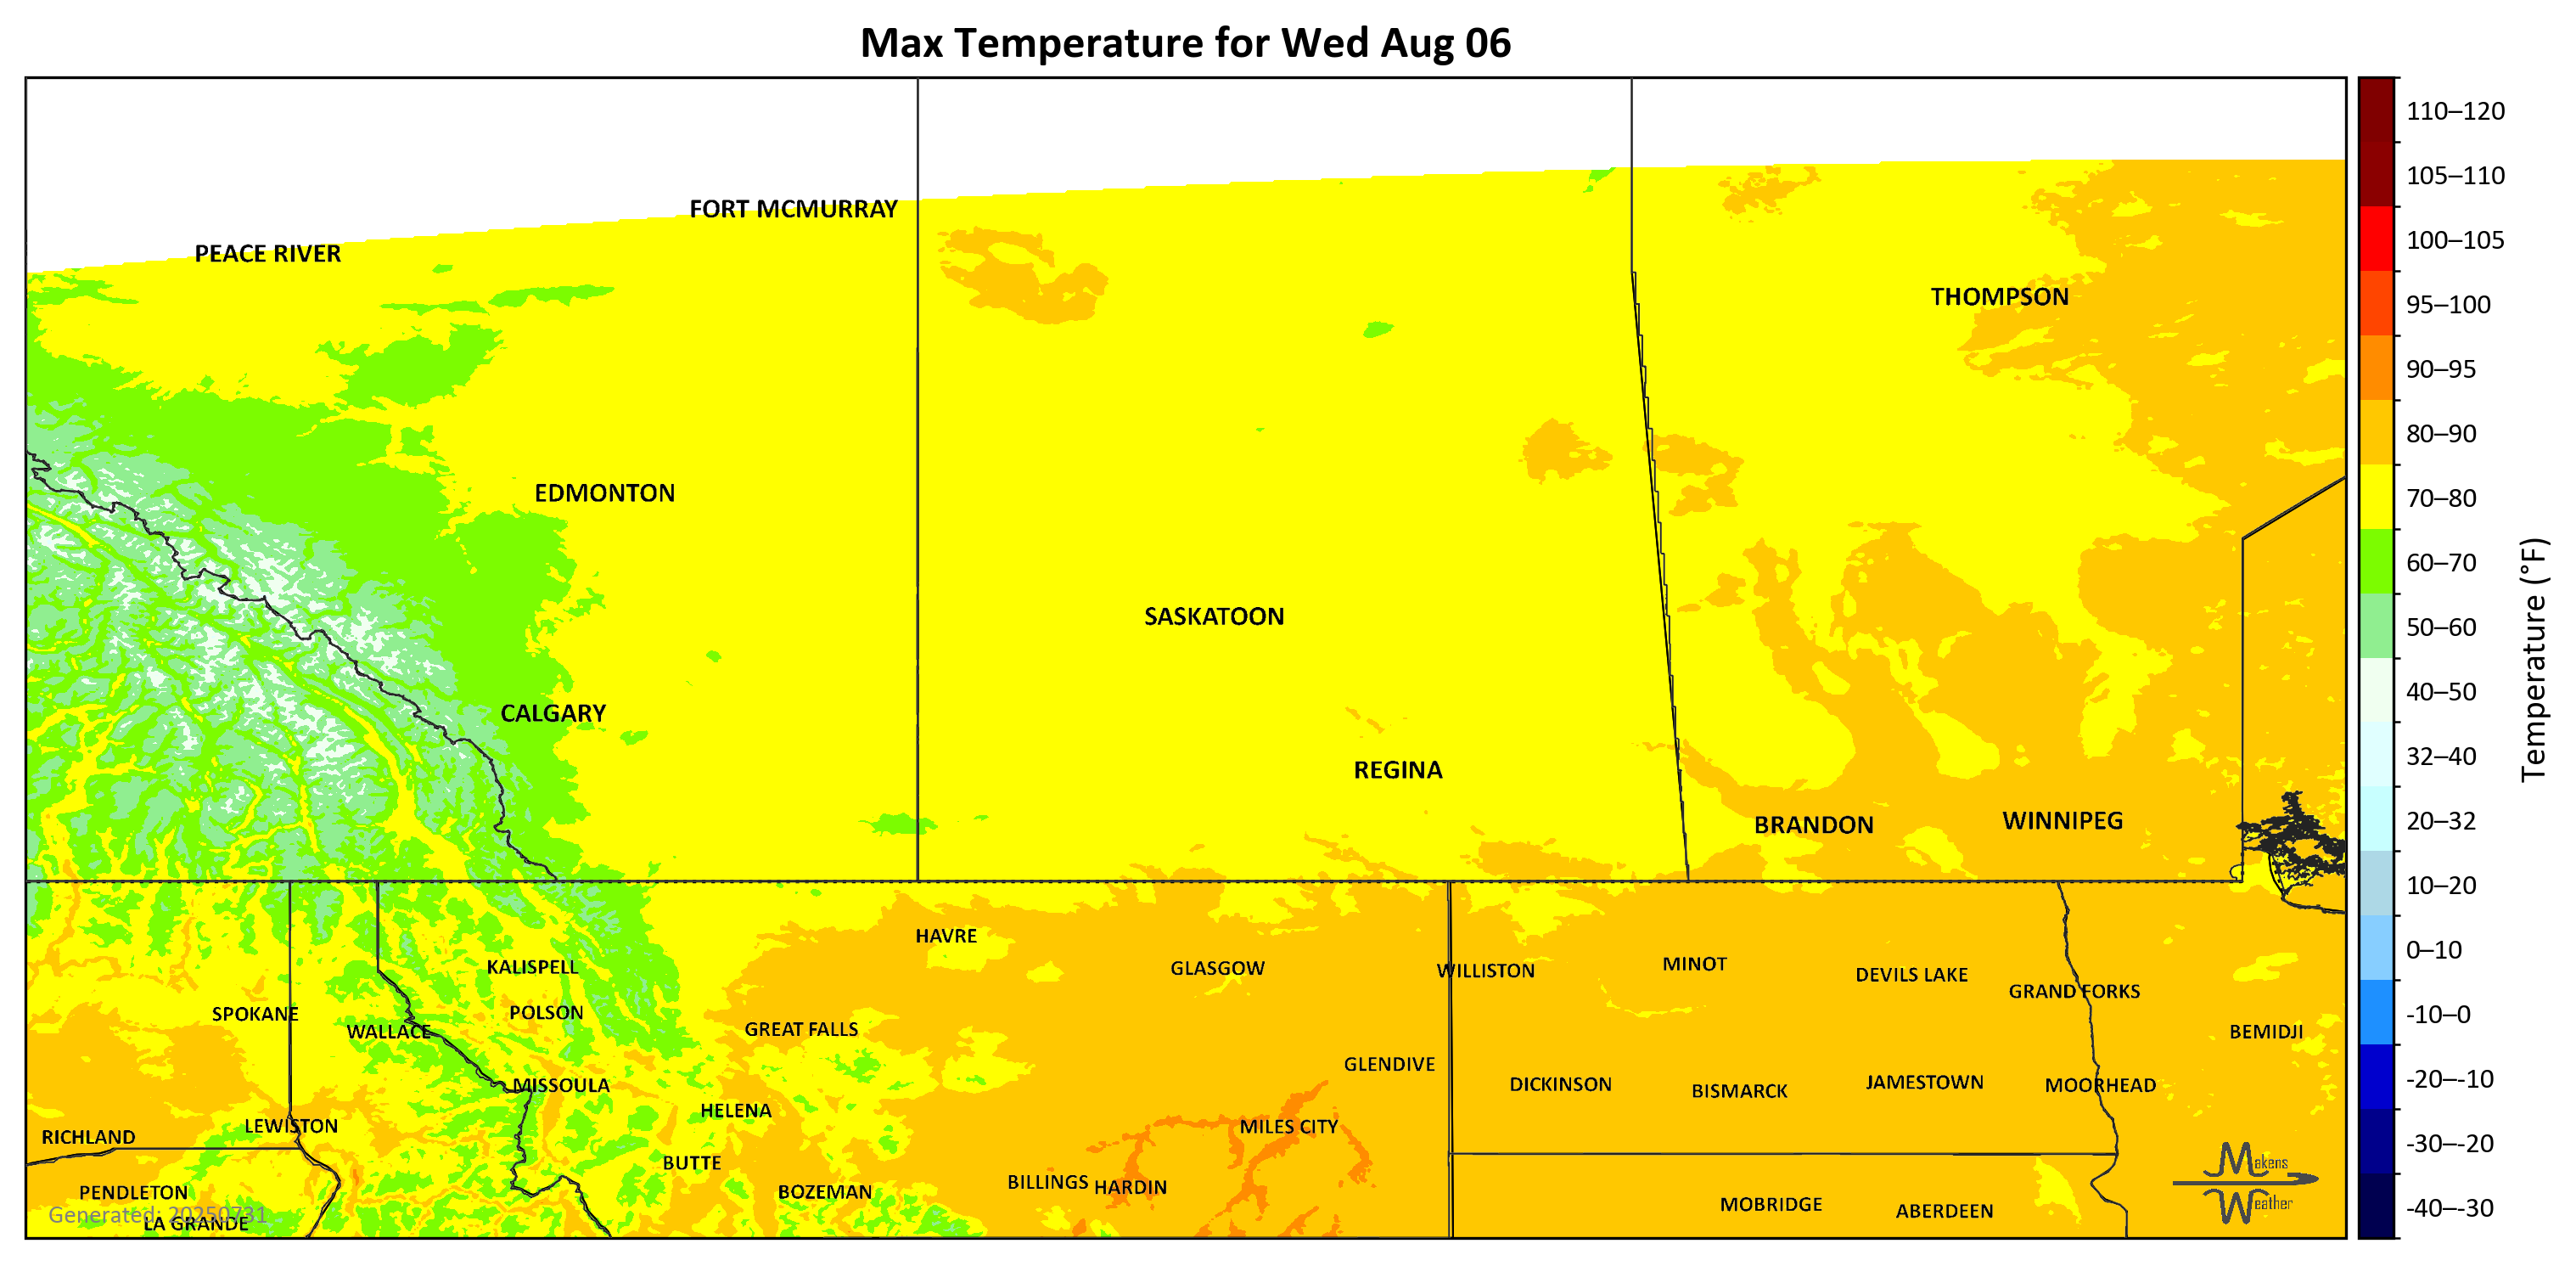 Max Temperature for Wed Aug 06
FORT MCMURRAY
PEACE RIVER
THOMPSON
EDMONTON
SASKATOON
CALGARY
REGINA
BRANDON
WINNIPEG
HAVRE
KALISPELL
GLASGOW
WILLISTON
MINOT
DEVILS LAKE
GRAND FORKS
SPOKANE
WALLACE
POLSON
GREAT FALLS
BEMIDJI
GLENDIVE
MISSOULA
DICKINSON
BISMARCK
JAMESTOWN
MOORHEAD
HELENA
LEWISTON
MILES CITY
RICHLAND
BUTTE
BILLINGS
HARDIN
PENDLETON
BOZEMAN
MOBRIDGE
ABERDEEN
LA GRANDE
Generated: 20250731
Makens
Weather
110–120
105–110
100–105
95–100
90–95
80–90
70–80
60–70
50–60
40–50
32–40
20–32
10–20
0–10
-10–0
-20–-10
-30–-20
-40–-30
Temperature (°F)